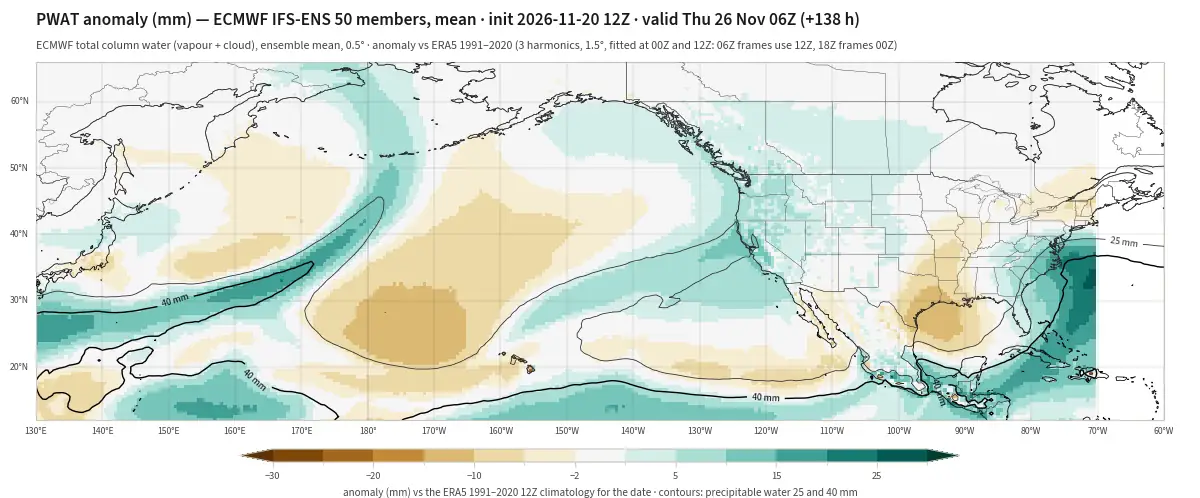 PWAT anomaly (mm) — ECMWF IFS-ENS 50 members, mean · init 2026-11-20 12Z · valid Thu 26 Nov 06Z (+138 h)
ECMWF total column water (vapour + cloud), ensemble mean, 0.5° · anomaly vs ERA5 1991–2020 (3 harmonics, 1.5°, fitted at 00Z and 12Z: 06Z frames use 12Z, 18Z frames 00Z)
60°N
50°N
40°N
25 mm
30°N
40 mm
20°N
40 mm
40 mm
130°E 140°E 150°E 160°E 170°E 180° 170°W 160°W 150°W 140°W 130°W 120°W 110°W 100°W 90°W 80°W 70°W 60°W
−30 −20 −10 −2 5 15 25
anomaly (mm) vs the ERA5 1991–2020 12Z climatology for the date · contours: precipitable water 25 and 40 mm